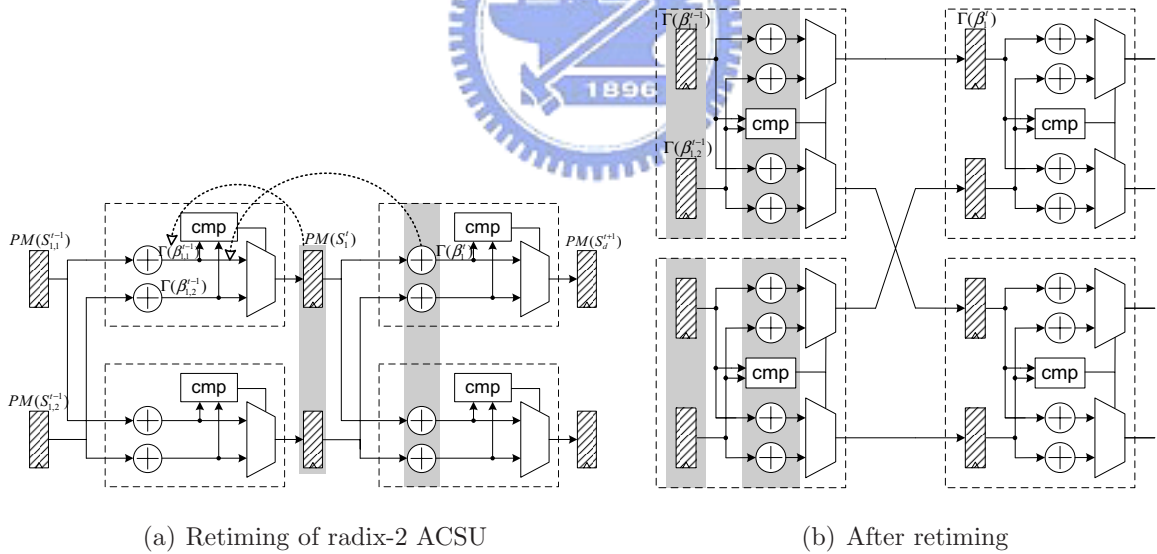 1896
Γ(β_{1,1}^{t-1})
Γ(β_1^t)
cmp
cmp
Γ(β_{1,2}^{t-1})
cmp
cmp
PM(S_{1,1}^{t-1})
Γ(β_{1,1}^{t-1})
PM(S_1^t)
Γ(β_1^t)
PM(S_d^{t+1})
Γ(β_{1,2}^{t-1})
cmp
cmp
cmp
cmp
PM(S_{1,2}^{t-1})
(a) Retiming of radix-2 ACSU
(b) After retiming